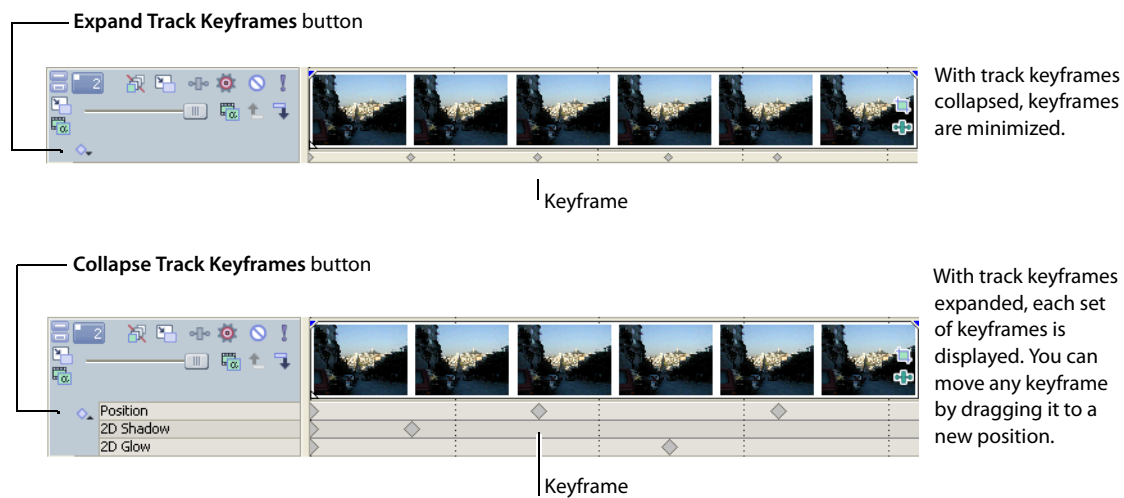 Expand Track Keyframes button
2
With track keyframes
collapsed, keyframes
are minimized.
Keyframe
Collapse Track Keyframes button
2
With track keyframes
expanded, each set
of keyframes is
displayed. You can
move any keyframe
by dragging it to a
new position.
Position
2D Shadow
2D Glow
Keyframe